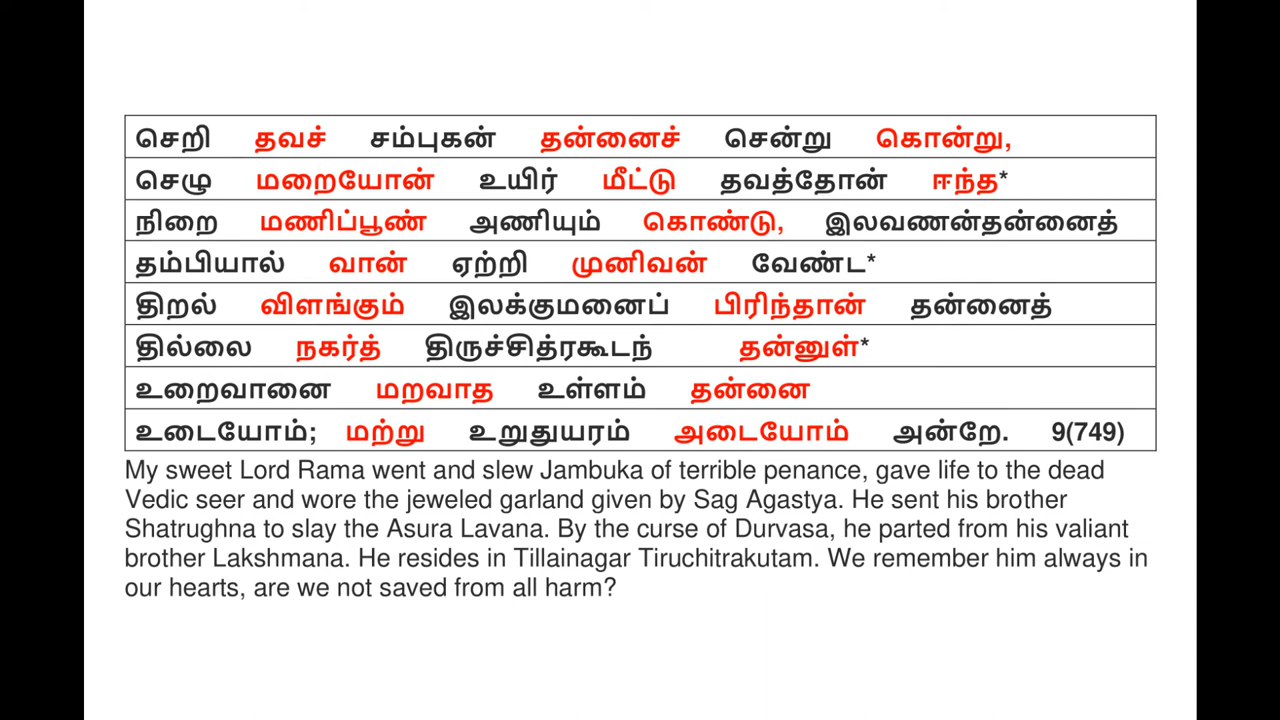 செறி தவச் சம்புகன் தன்னைச் சென்று கொன்று,
செழு மறையோன் உயிர் மீட்டு தவத்தோன் ஈந்த*
நிறை மணிப்பூண் அணியும் கொண்டு, இலவணன்தன்னைத்
தம்பியால் வான் ஏற்றி முனிவன் வேண்ட*
திறல் விளங்கும் இலக்குமனைப் பிரிந்தான் தன்னைத்
தில்லை நகர்த் திருச்சித்ரகூடந் தன்னுள்*
உறைவானை மறவாத உள்ளம் தன்னை
உடையோம்; மற்று உறுதுயரம் அடையோம் அன்றே. 9(749)
My sweet Lord Rama went and slew Jambuka of terrible penance, gave life to the dead
Vedic seer and wore the jeweled garland given by Sag Agastya. He sent his brother
Shatrughna to slay the Asura Lavana. By the curse of Durvasa, he parted from his valiant
brother Lakshmana. He resides in Tillainagar Tiruchitrakutam. We remember him always in
our hearts, are we not saved from all harm?